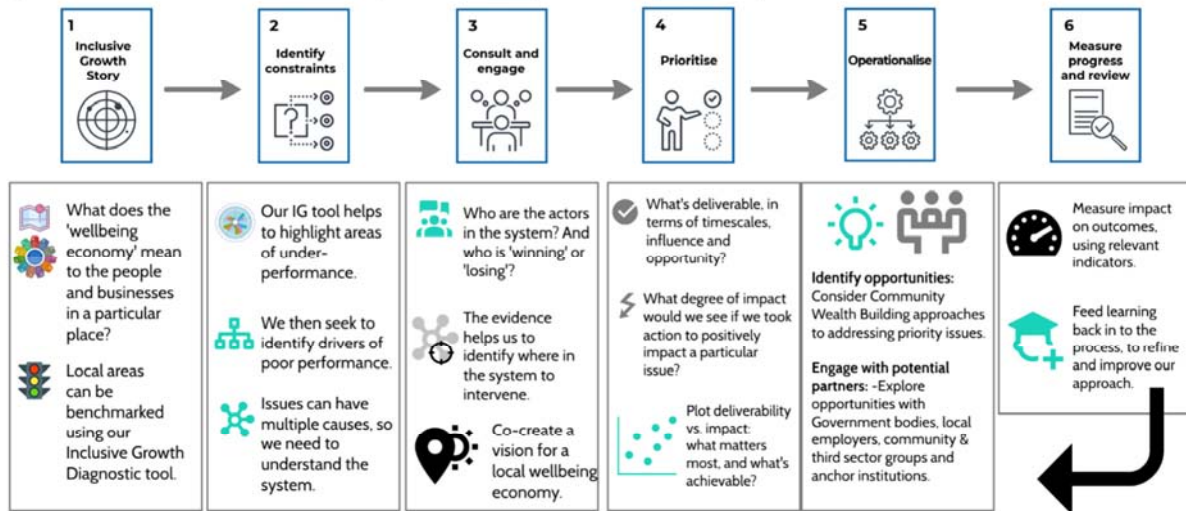 1
Inclusive
Growth
Story
2
Identify
constraints
3
Consult and
engage
4
Prioritise
5
Operationalise
6
Measure
progress
and review
What does the
'wellbeing
economy' mean
to the people
and businesses
in a particular
place?
Local areas
can be
benchmarked
using our
Inclusive Growth
Diagnostic tool.
Our IG tool helps
to highlight areas
of under-
performance.
We then seek to
identify drivers of
poor performance.
Issues can have
multiple causes, so
we need to
understand the
system.
Who are the actors
in the system? And
who is 'winning' or
'losing'?
The evidence
helps us to
identify where in
the system to
intervene.
Co-create a
vision for a
local wellbeing
economy.
What's deliverable, in
terms of timescales,
influence and
opportunity?
What degree of impact
would we see if we took
action to positively
impact a particular
issue?
Plot deliverability
vs. impact:
what matters
most, and what's
achievable?
Identify opportunities:
Consider Community
Wealth Building approaches
to addressing priority issues.
Engage with potential
partners: -Explore
opportunities with
Government bodies, local
employers, community &
third sector groups and
anchor institutions.
Measure impact
on outcomes,
using relevant
indicators.
Feed learning
back in to the
process, to refine
and improve our
approach.